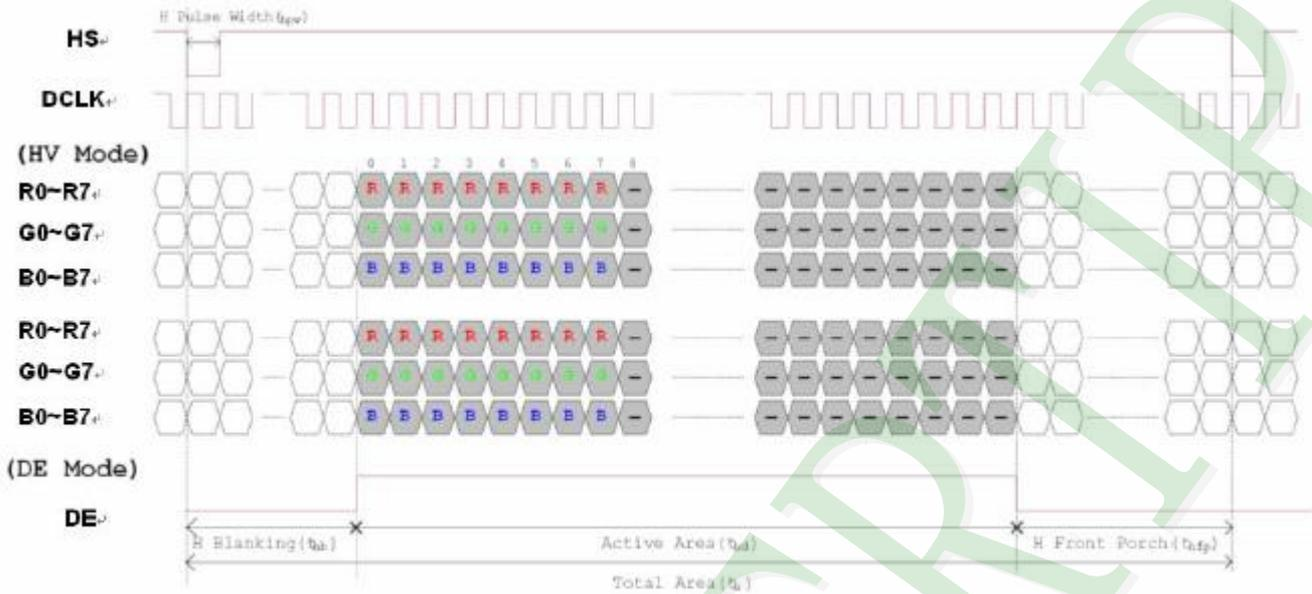 H Pulse Width(tHPW)
HS
DCLK
(HV Mode)
0 1 2 3 4 5 6 7 8
R0~R7 R R R R R R R R - - - - - - - - -
G0~G7 G G G G G G G G - - - - - - - - -
B0~B7 B B B B B B B B - - - - - - - - -
R0~R7 R R R R R R R R - - - - - - - - -
G0~G7 G G G G G G G G - - - - - - - - -
B0~B7 B B B B B B B B - - - - - - - - -
(DE Mode)
DE
H Blanking(thb) Active Area(thd) H Front Porch(thfp)
Total Area(th)